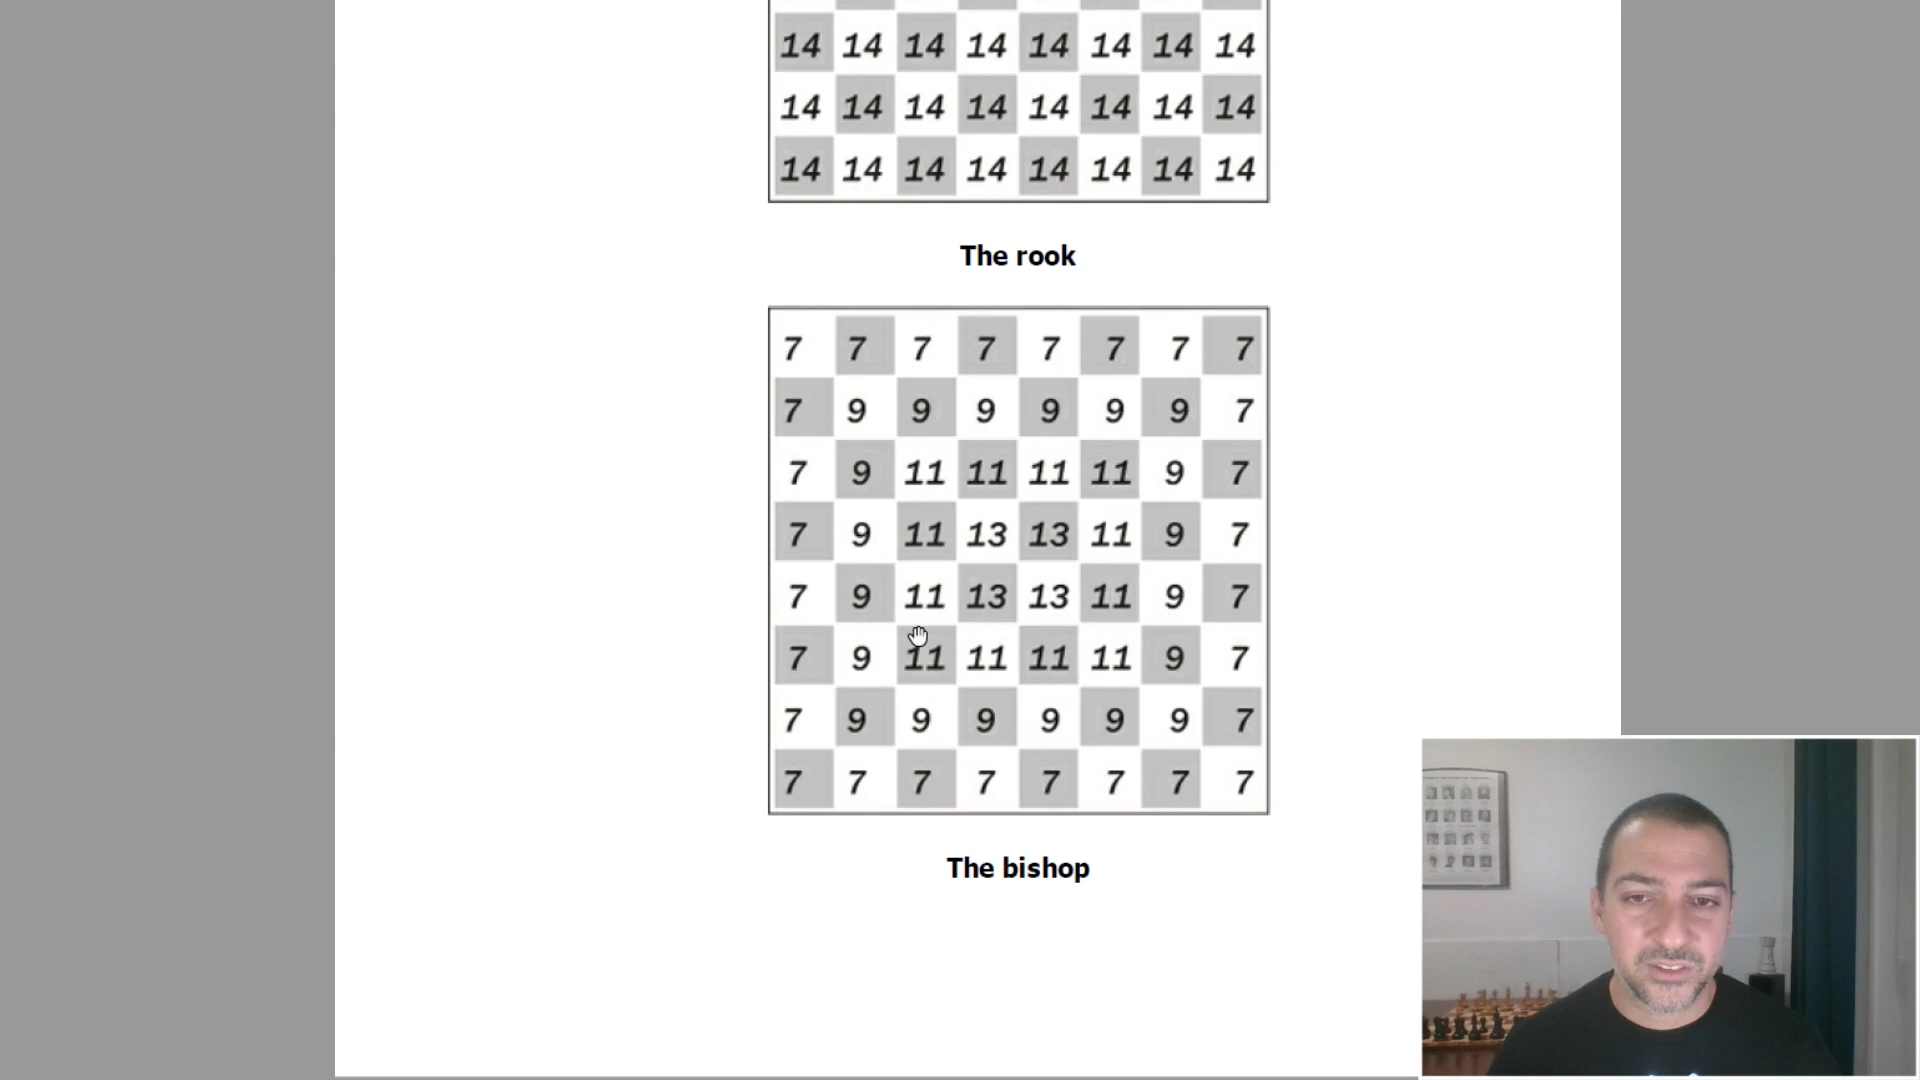 14 14 14 14 14 14 14 14
14 14 14 14 14 14 14 14
14 14 14 14 14 14 14 14
The rook
7 7 7 7 7 7 7 7
7 9 9 9 9 9 9 7
7 9 11 11 11 11 9 7
7 9 11 13 13 11 9 7
7 9 11 13 13 11 9 7
7 9 11 11 11 11 9 7
7 9 9 9 9 9 9 7
7 7 7 7 7 7 7 7
The bishop